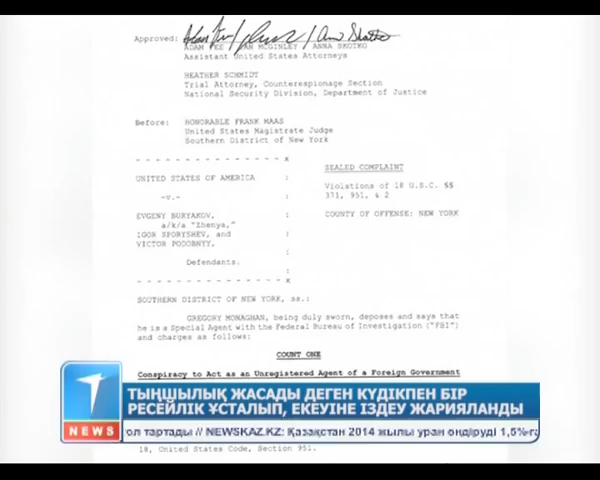 Approved:
ADAM FEE / IAN MCGINLEY / ANNA SKOTKO
Assistant United States Attorneys
HEATHER SCHMIDT
Trial Attorney, Counterespionage Section
National Security Division, Department of Justice
Before: HONORABLE FRANK MAAS
United States Magistrate Judge
Southern District of New York
- - - - - - - - - - - - - - - x
SEALED COMPLAINT
UNITED STATES OF AMERICA :
Violations of 18 U.S.C. §§
371, 951, & 2
-v.- :
EVGENY BURYAKOV, : COUNTY OF OFFENSE: NEW YORK
a/k/a "Zhenya," :
IGOR SPORYSHEV, and
VICTOR PODOBNYY, :
:
Defendants. :
:
- - - - - - - - - - - - - - - x
SOUTHERN DISTRICT OF NEW YORK, ss.:
GREGORY MONAGHAN, being duly sworn, deposes and says that
he is a Special Agent with the Federal Bureau of Investigation ("FBI")
and charges as follows:
COUNT ONE
Conspiracy to Act as an Unregistered Agent of a Foreign Government
ТЫҢШЫЛЫҚ ЖАСАДЫ ДЕГЕН КҮДІКПЕН БІР
РЕСЕЙЛІК ҰСТАЛЫП, ЕКЕУІНЕ ІЗДЕУ ЖАРИЯЛАНДЫ
NEWS
ол тартады // NEWSKAZ.KZ: Қазақстан 2014 жылы уран өндіруді 1,5%-ға
18, United States Code, Section 951.